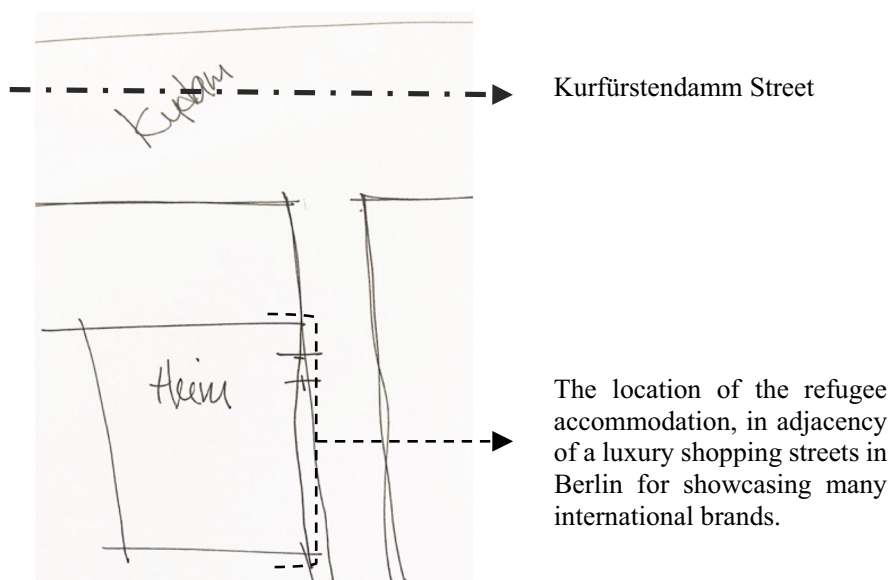 Kudam
Kurfürstendamm Street
Heim
The location of the refugee
accommodation, in adjacency
of a luxury shopping streets in
Berlin for showcasing many
international brands.